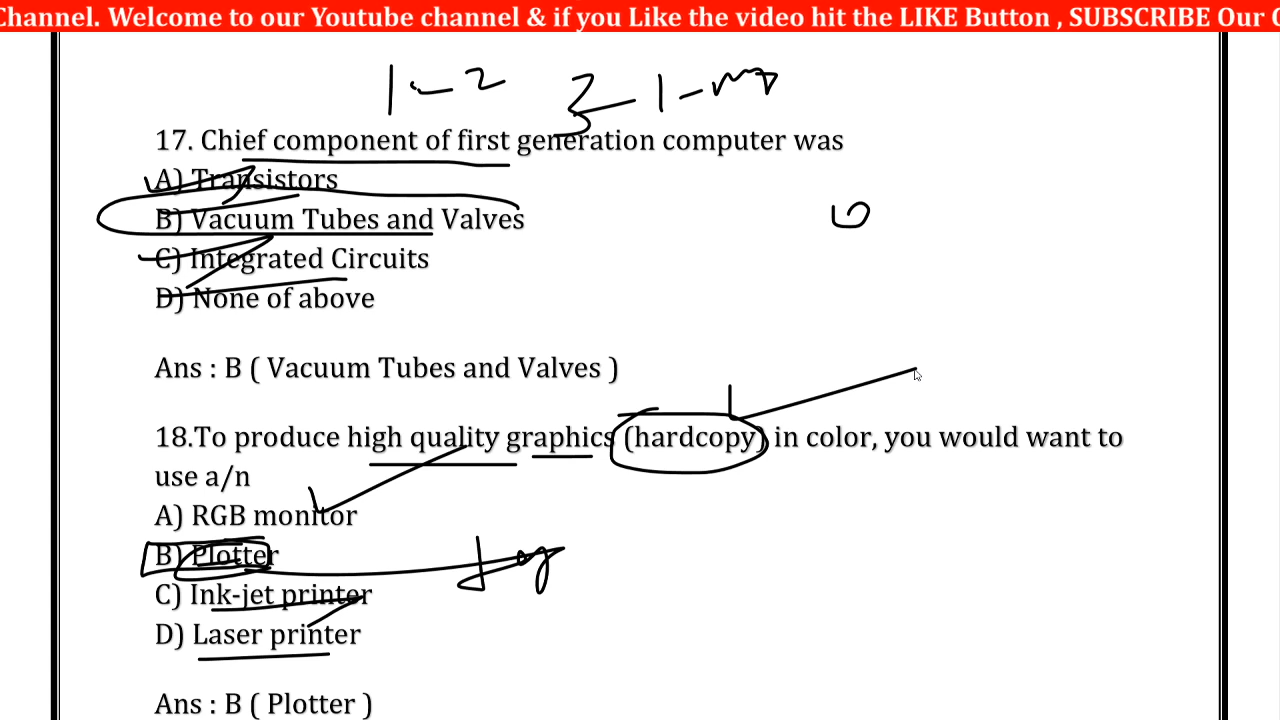 Channel. Welcome to our Youtube channel & if you Like the video hit the LIKE Button , SUBSCRIBE Our
1 - 2
17. Chief component of first generation computer was
A) Transistors
B) Vacuum Tubes and Valves
C) Integrated Circuits
D) None of above
Ans : B ( Vacuum Tubes and Valves )
18.To produce high quality graphics (hardcopy) in color, you would want to
use a/n
A) RGB monitor
B) Plotter
C) Ink-jet printer
D) Laser printer
Ans : B ( Plotter )